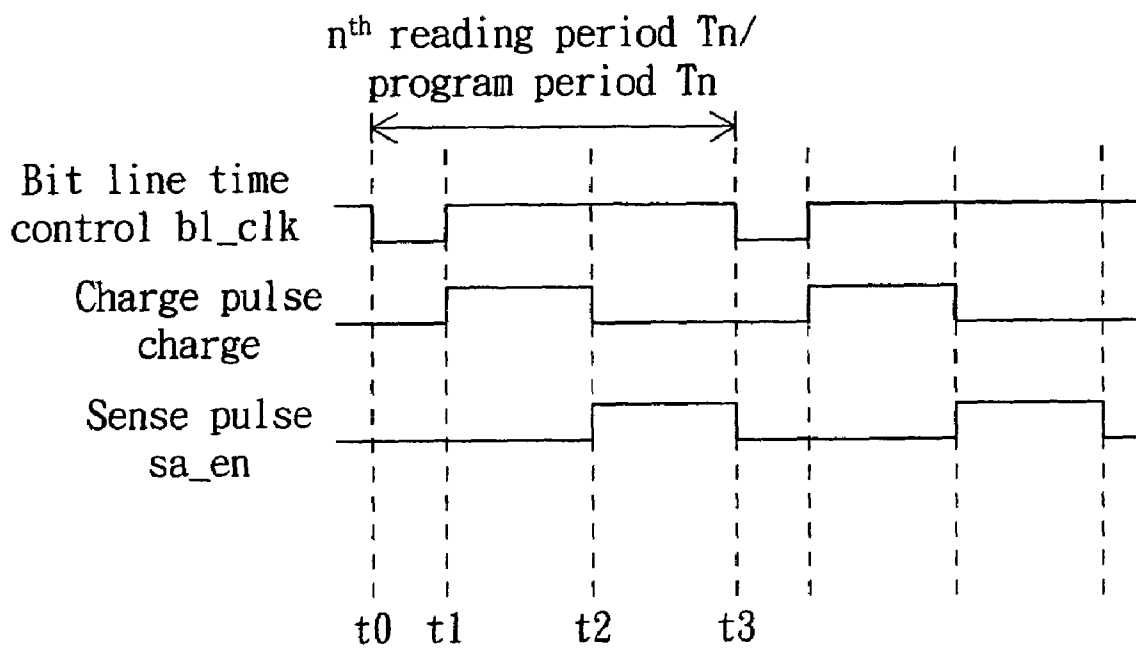 nth reading period Tn/
program period Tn
Bit line time
control bl_clk
Charge pulse
charge
Sense pulse
sa_en
t0 t1 t2 t3